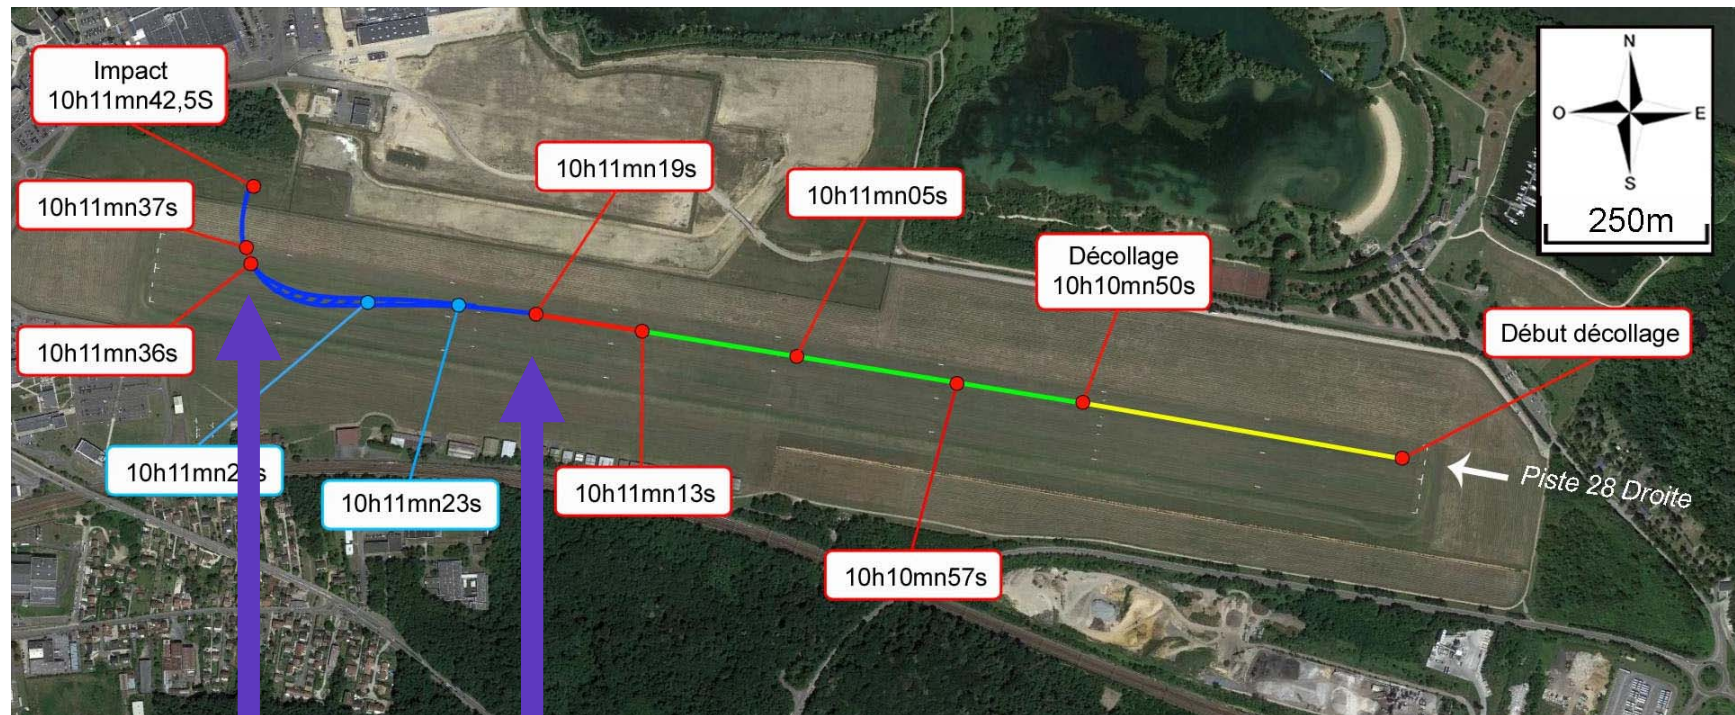 Impact
10h11mn42,5S
10h11mn37s
10h11mn36s
10h11mn19s
10h11mn05s
Décollage
10h10mn50s
Début décollage
10h11mn23s
10h11mn13s
10h10mn57s
Piste 28 Droite
N
O
E
S
250m